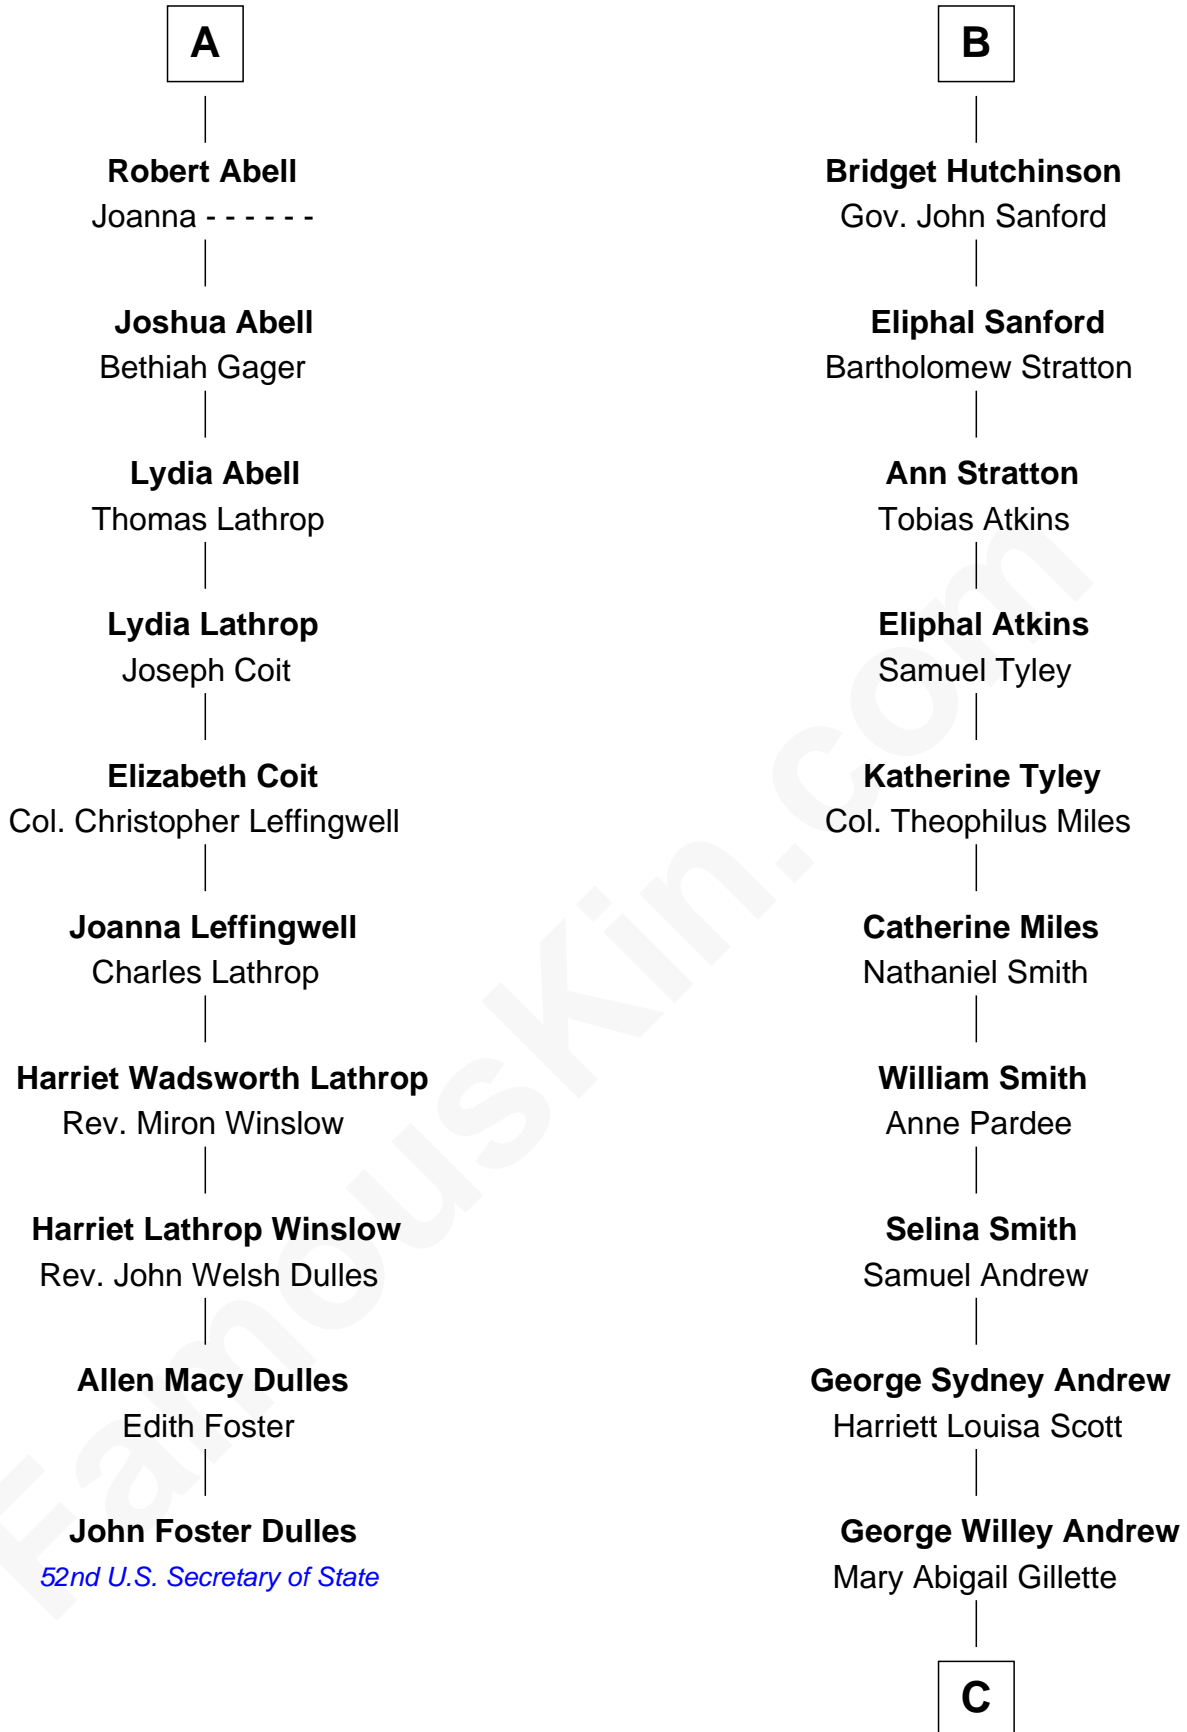 A
Robert Abell
Joanna - - - - - -
Joshua Abell
Bethiah Gager
Lydia Abell
Thomas Lathrop
Lydia Lathrop
Joseph Coit
Elizabeth Coit
Col. Christopher Leffingwell
Joanna Leffingwell
Charles Lathrop
Harriet Wadsworth Lathrop
Rev. Miron Winslow
Harriet Lathrop Winslow
Rev. John Welsh Dulles
Allen Macy Dulles
Edith Foster
John Foster Dulles
52nd U.S. Secretary of State
B
Bridget Hutchinson
Gov. John Sanford
Eliphal Sanford
Bartholomew Stratton
Ann Stratton
Tobias Atkins
Eliphal Atkins
Samuel Tyley
Katherine Tyley
Col. Theophilus Miles
Catherine Miles
Nathaniel Smith
William Smith
Anne Pardee
Selina Smith
Samuel Andrew
George Sydney Andrew
Harriett Louisa Scott
George Willey Andrew
Mary Abigail Gillette
C
FamousKin.com